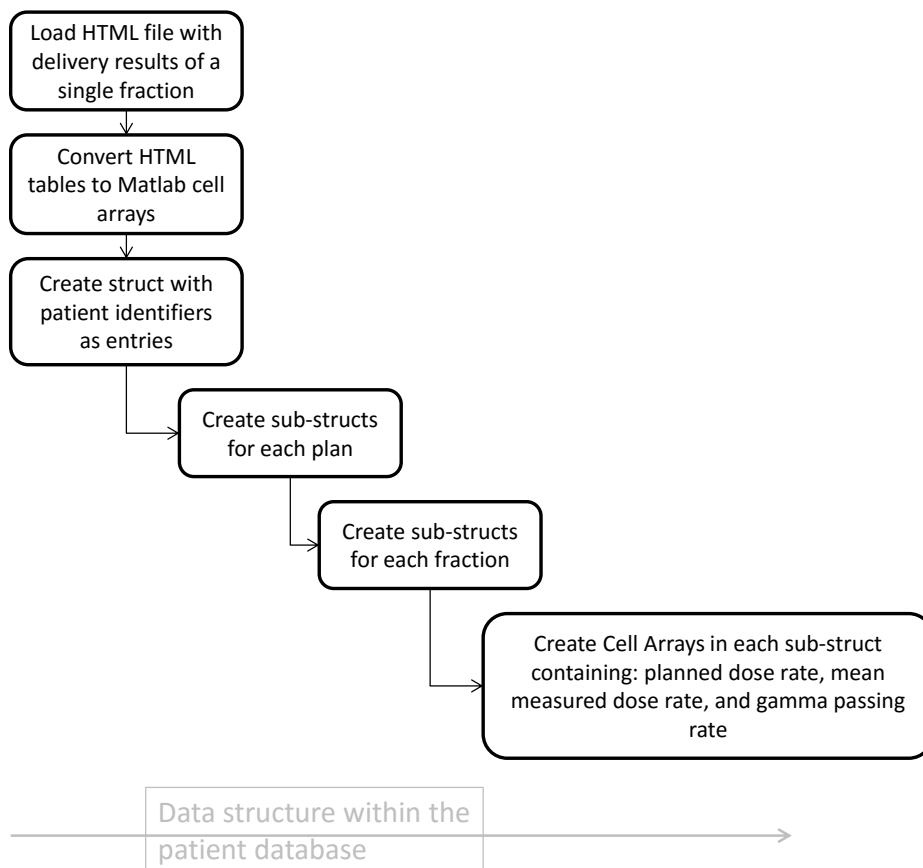 Load HTML file with
delivery results of a
single fraction
Convert HTML
tables to Matlab cell
arrays
Create struct with
patient identifiers
as entries
Create sub-structs
for each plan
Create sub-structs
for each fraction
Create Cell Arrays in each sub-struct
containing: planned dose rate, mean
measured dose rate, and gamma passing
rate
Data structure within the
patient database